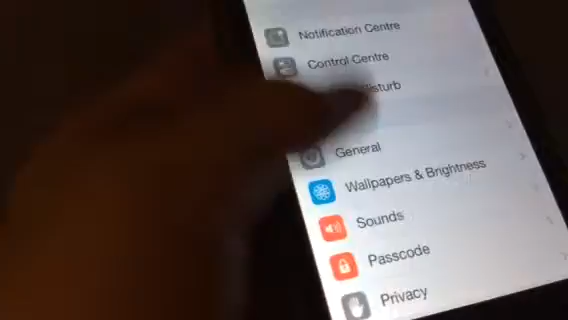 Notification Centre
Control Centre
General
Wallpapers & Brightness
Sounds
Passcode
Privacy